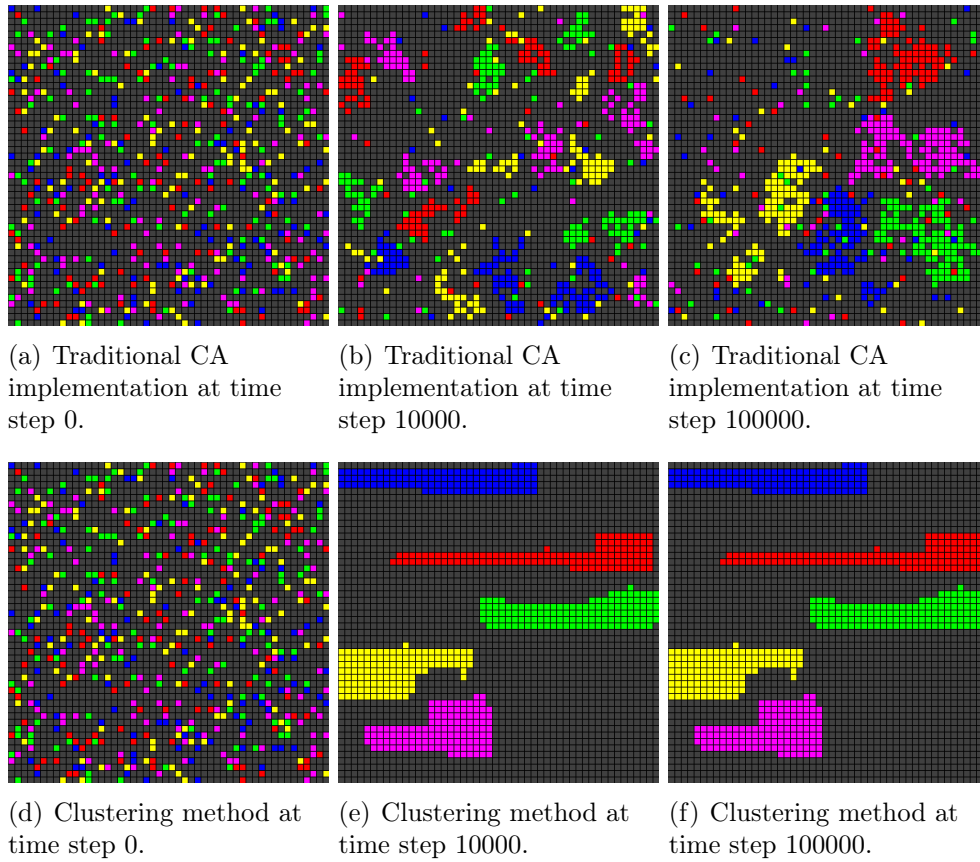 (a) Traditional CA
implementation at time
step 0.
(b) Traditional CA
implementation at time
step 10000.
(c) Traditional CA
implementation at time
step 100000.
(d) Clustering method at
time step 0.
(e) Clustering method at
time step 10000.
(f) Clustering method at
time step 100000.